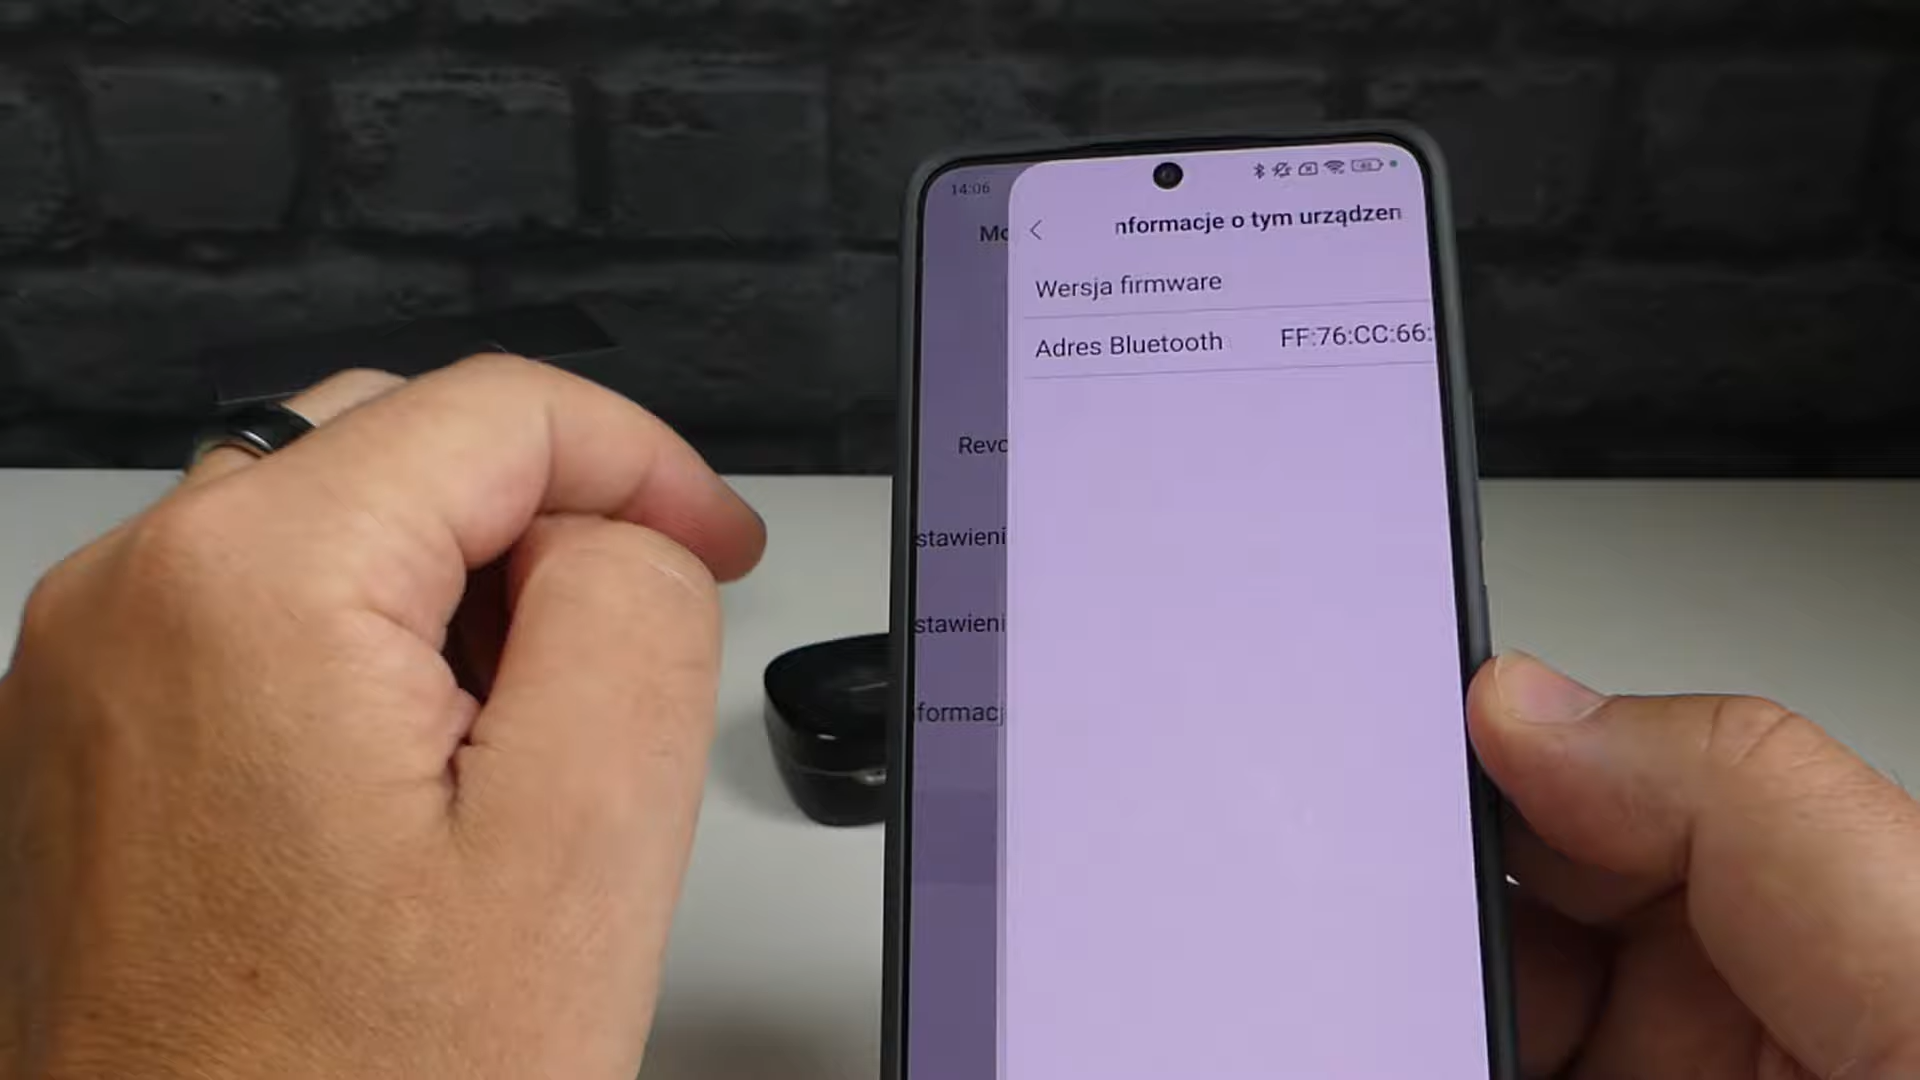 14:06
Mo
nformacje o tym urządzen
Wersja firmware
Adres Bluetooth FF:76:CC:66:
Revo
stawieni
stawieni
formacj